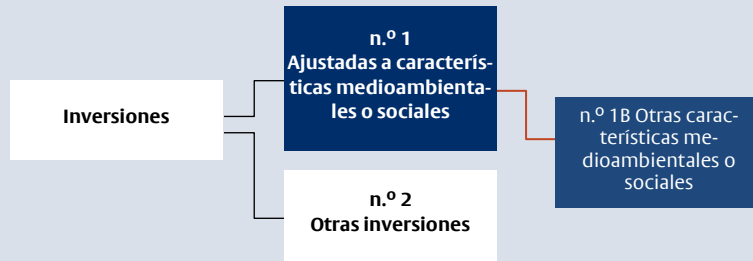 Inversiones
n.º 1
Ajustadas a caracterís-
ticas medioambienta-
les o sociales
n.º 1B Otras carac-
terísticas me-
dioambientales o
sociales
n.º 2
Otras inversiones